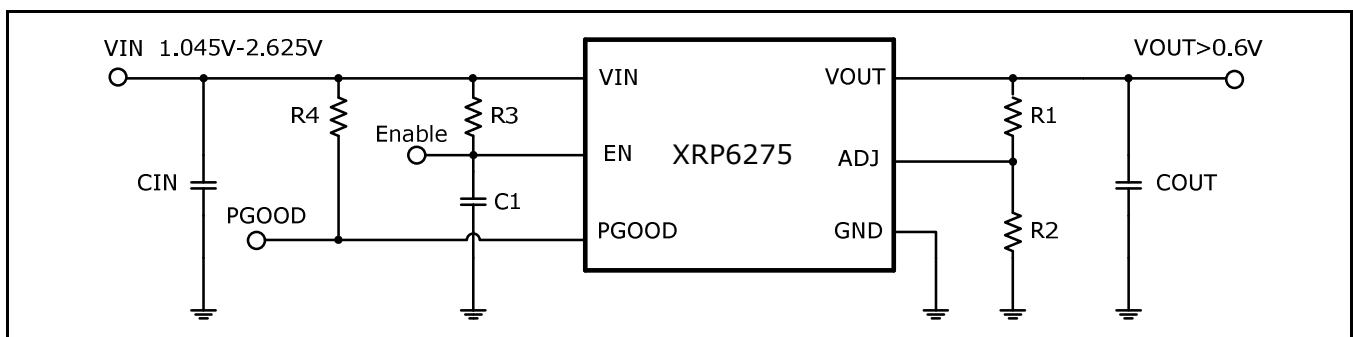 VIN 1.045V-2.625V
VOUT>0.6V
VIN
VOUT
R4
R3
R1
Enable
EN
XRP6275
ADJ
CIN
C1
COUT
PGOOD
PGOOD
GND
R2